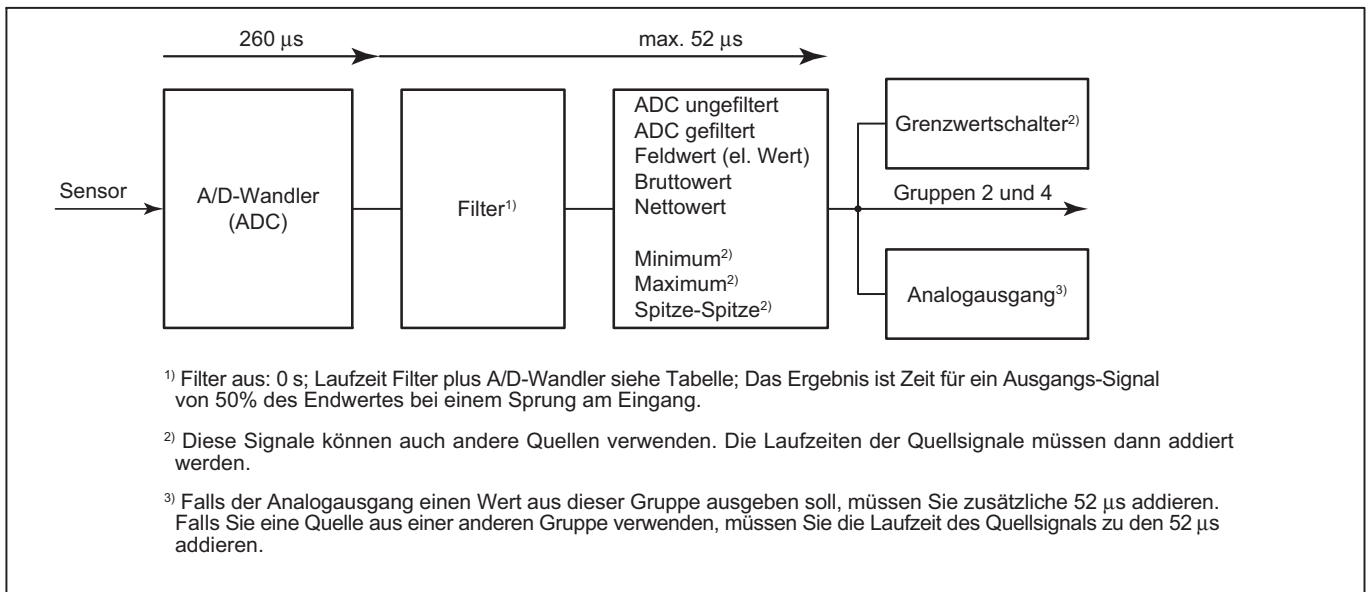 260 µs
max. 52 µs
Sensor
A/D-Wandler
(ADC)
Filter1)
ADC ungefiltert
ADC gefiltert
Feldwert (el. Wert)
Bruttowert
Nettowert
Minimum2)
Maximum2)
Spitze-Spitze2)
Grenzwertschalter2)
Gruppen 2 und 4
Analogausgang3)
1) Filter aus: 0 s; Laufzeit Filter plus A/D-Wandler siehe Tabelle; Das Ergebnis ist Zeit für ein Ausgangs-Signal
von 50% des Endwertes bei einem Sprung am Eingang.
2) Diese Signale können auch andere Quellen verwenden. Die Laufzeiten der Quellsignale müssen dann addiert
werden.
3) Falls der Analogausgang einen Wert aus dieser Gruppe ausgeben soll, müssen Sie zusätzliche 52 µs addieren.
Falls Sie eine Quelle aus einer anderen Gruppe verwenden, müssen Sie die Laufzeit des Quellsignals zu den 52 µs
addieren.